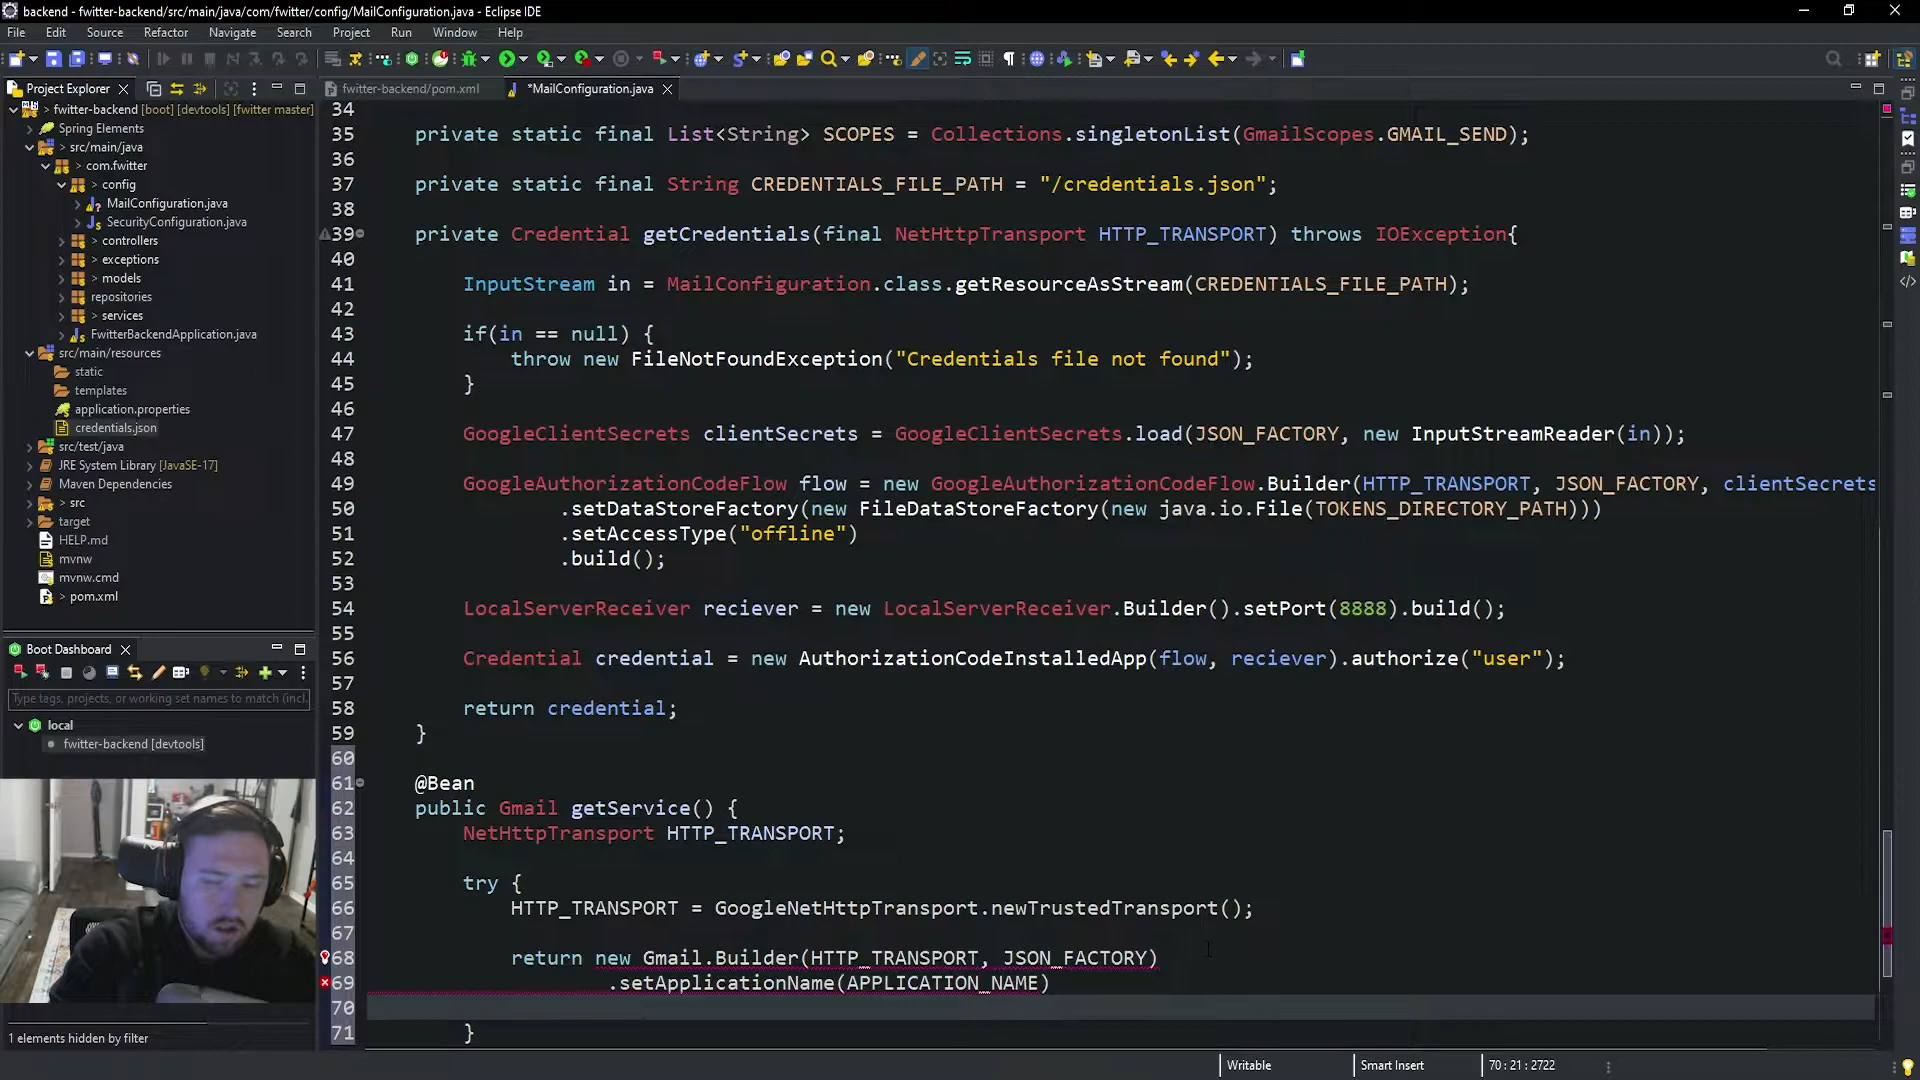 backend - fwitter-backend/src/main/java/com/fwitter/config/MailConfiguration.java - Eclipse IDE
File Edit Source Refactor Navigate Search Project Run Window Help
Project Explorer
fwitter-backend/pom.xml
*MailConfiguration.java
> fwitter-backend [boot] [devtools] [fwitter master]
Spring Elements
> src/main/java
> com.fwitter
> config
MailConfiguration.java
SecurityConfiguration.java
> controllers
> exceptions
> models
repositories
> services
FwitterBackendApplication.java
src/main/resources
static
templates
application.properties
credentials.json
src/test/java
JRE System Library [JavaSE-17]
Maven Dependencies
> src
target
HELP.md
mvnw
mvnw.cmd
> pom.xml
Boot Dashboard
Type tags, projects, or working set names to match (incl.
local
fwitter-backend [devtools]
1 elements hidden by filter
34
35 private static final List<String> SCOPES = Collections.singletonList(GmailScopes.GMAIL_SEND);
36
37 private static final String CREDENTIALS_FILE_PATH = "/credentials.json";
38
39 private Credential getCredentials(final NetHttpTransport HTTP_TRANSPORT) throws IOException{
40
41 InputStream in = MailConfiguration.class.getResourceAsStream(CREDENTIALS_FILE_PATH);
42
43 if(in == null) {
44 throw new FileNotFoundException("Credentials file not found");
45 }
46
47 GoogleClientSecrets clientSecrets = GoogleClientSecrets.load(JSON_FACTORY, new InputStreamReader(in));
48
49 GoogleAuthorizationCodeFlow flow = new GoogleAuthorizationCodeFlow.Builder(HTTP_TRANSPORT, JSON_FACTORY, clientSecrets
50 .setDataStoreFactory(new FileDataStoreFactory(new java.io.File(TOKENS_DIRECTORY_PATH)))
51 .setAccessType("offline")
52 .build();
53
54 LocalServerReceiver reciever = new LocalServerReceiver.Builder().setPort(8888).build();
55
56 Credential credential = new AuthorizationCodeInstalledApp(flow, reciever).authorize("user");
57
58 return credential;
59 }
60
61 @Bean
62 public Gmail getService() {
63 NetHttpTransport HTTP_TRANSPORT;
64
65 try {
66 HTTP_TRANSPORT = GoogleNetHttpTransport.newTrustedTransport();
67
68 return new Gmail.Builder(HTTP_TRANSPORT, JSON_FACTORY)
69 .setApplicationName(APPLICATION_NAME)
70
71 }
Writable Smart Insert 70 : 21 : 2722